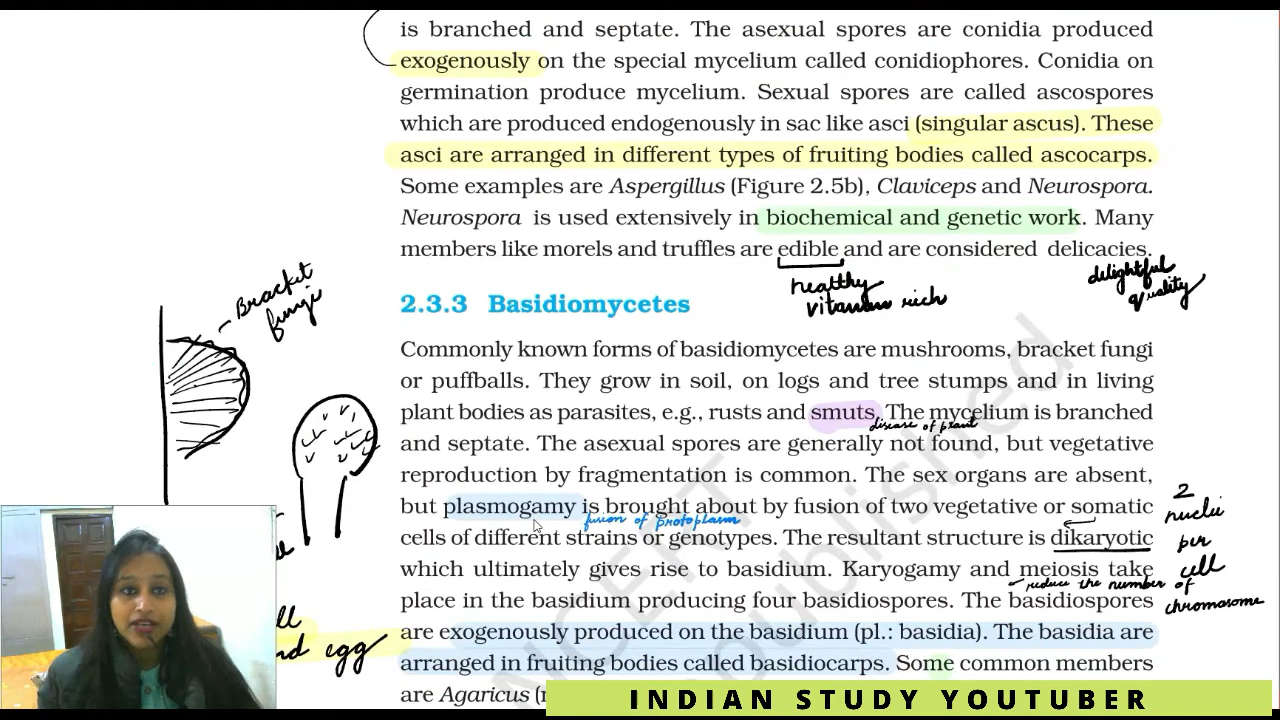 is branched and septate. The asexual spores are conidia produced
exogenously on the special mycelium called conidiophores. Conidia on
germination produce mycelium. Sexual spores are called ascospores
which are produced endogenously in sac like asci (singular ascus). These
asci are arranged in different types of fruiting bodies called ascocarps.
Some examples are Aspergillus (Figure 2.5b), Claviceps and Neurospora.
Neurospora is used extensively in biochemical and genetic work. Many
members like morels and truffles are edible and are considered delicacies.
healthy
vitamin rich
delightful
quality
Bracket
fungi
2.3.3 Basidiomycetes
Commonly known forms of basidiomycetes are mushrooms, bracket fungi
or puffballs. They grow in soil, on logs and tree stumps and in living
plant bodies as parasites, e.g., rusts and smuts. The mycelium is branched
disease of plant
and septate. The asexual spores are generally not found, but vegetative
reproduction by fragmentation is common. The sex organs are absent,
but plasmogamy is brought about by fusion of two vegetative or somatic
fusion of protoplasm
cells of different strains or genotypes. The resultant structure is dikaryotic
2
nuclei
per
cell
which ultimately gives rise to basidium. Karyogamy and meiosis take
reduce the number of
chromosome
place in the basidium producing four basidiospores. The basidiospores
are exogenously produced on the basidium (pl.: basidia). The basidia are
arranged in fruiting bodies called basidiocarps. Some common members
are Agaricus
egg
NCERT
INDIAN STUDY YOUTUBER